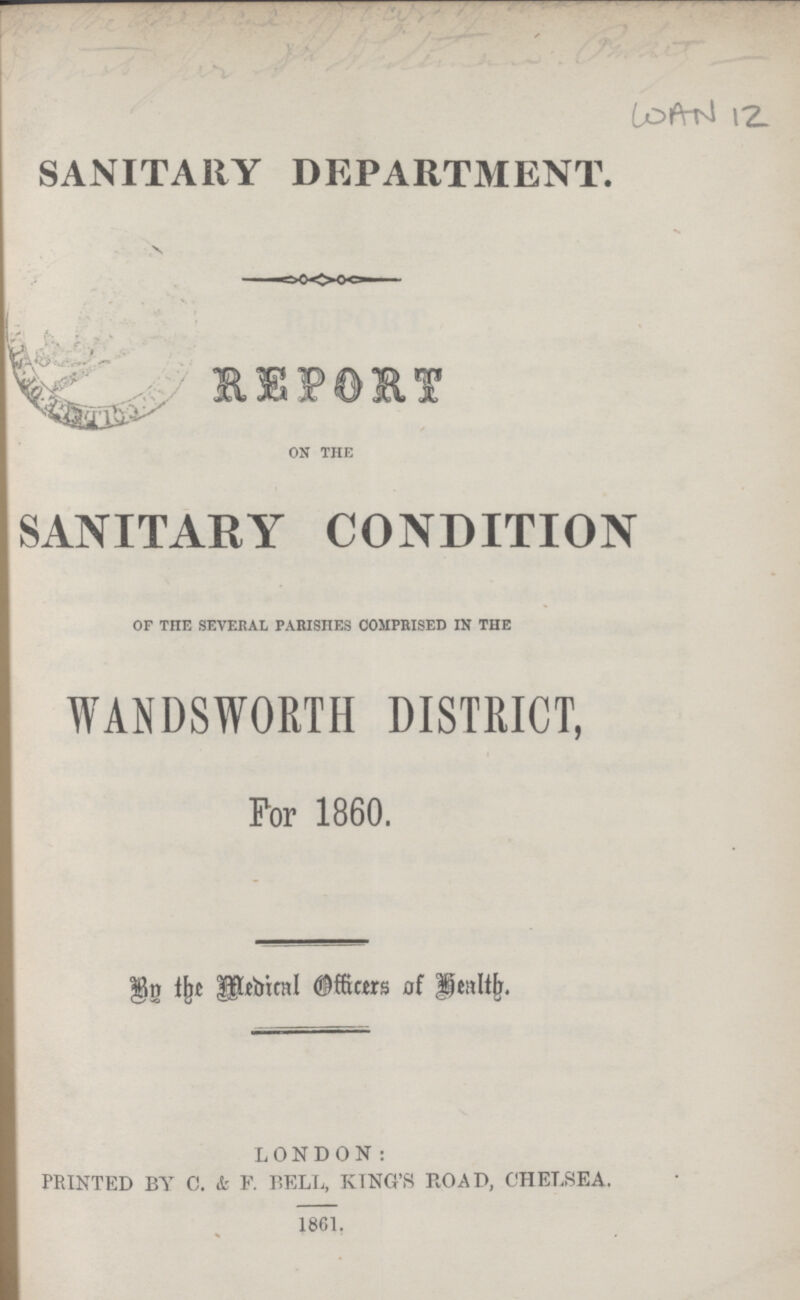 WAN 12
SANITARY DEPARTMENT.
REPORT
ON THE
SANITARY CONDITION
OF THE SEVERAL PARISHES COMPRISED IN THE
WANDSWORTH DISTRICT,
For 1860.
By the Medical Officers of Health.
LONDON:
PRINTED BY C. & F. BELL, KING'S ROAD, CHELSEA.
1861.